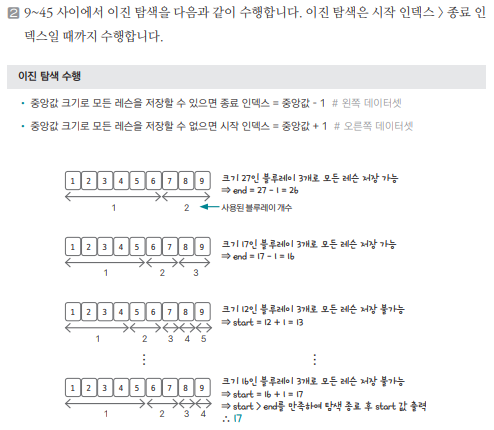 2 9~45 사이에서 이진 탐색을 다음과 같이 수행합니다. 이진 탐색은 시작 인덱스 > 종료 인
덱스일 때까지 수행합니다.
이진 탐색 수행
• 중앙값 크기로 모든 레슨을 저장할 수 있으면 종료 인덱스 = 중앙값 - 1 # 왼쪽 데이터셋
• 중앙값 크기로 모든 레슨을 저장할 수 없으면 시작 인덱스 = 중앙값 + 1 # 오른쪽 데이터셋
1 2 3 4 5 6 7 8 9
1 2
크기 27인 블루레이 3개로 모든 레슨 저장 가능
⇒ end = 27 - 1 = 26
사용된 블루레이 개수
1 2 3 4 5 6 7 8 9
1 2 3
크기 17인 블루레이 3개로 모든 레슨 저장 가능
⇒ end = 17 - 1 = 16
1 2 3 4 5 6 7 8 9
1 2 3 4 5
크기 12인 블루레이 3개로 모든 레슨 저장 불가능
⇒ start = 12 + 1 = 13
⋮ ⋮
1 2 3 4 5 6 7 8 9
1 2 3 4
크기 16인 블루레이 3개로 모든 레슨 저장 불가능
⇒ start = 16 + 1 = 17
⇒ start > end를 만족하여 탐색 종료 후 start 값 출력
∴ 17